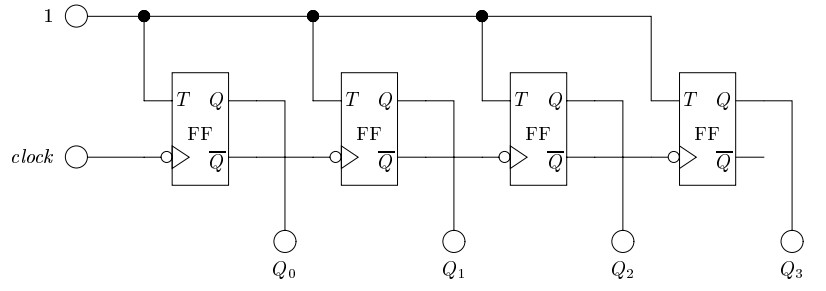 1
T Q T Q T Q T Q
FF FF FF FF
clock Q̅ Q̅ Q̅ Q̅
Q₀ Q₁ Q₂ Q₃